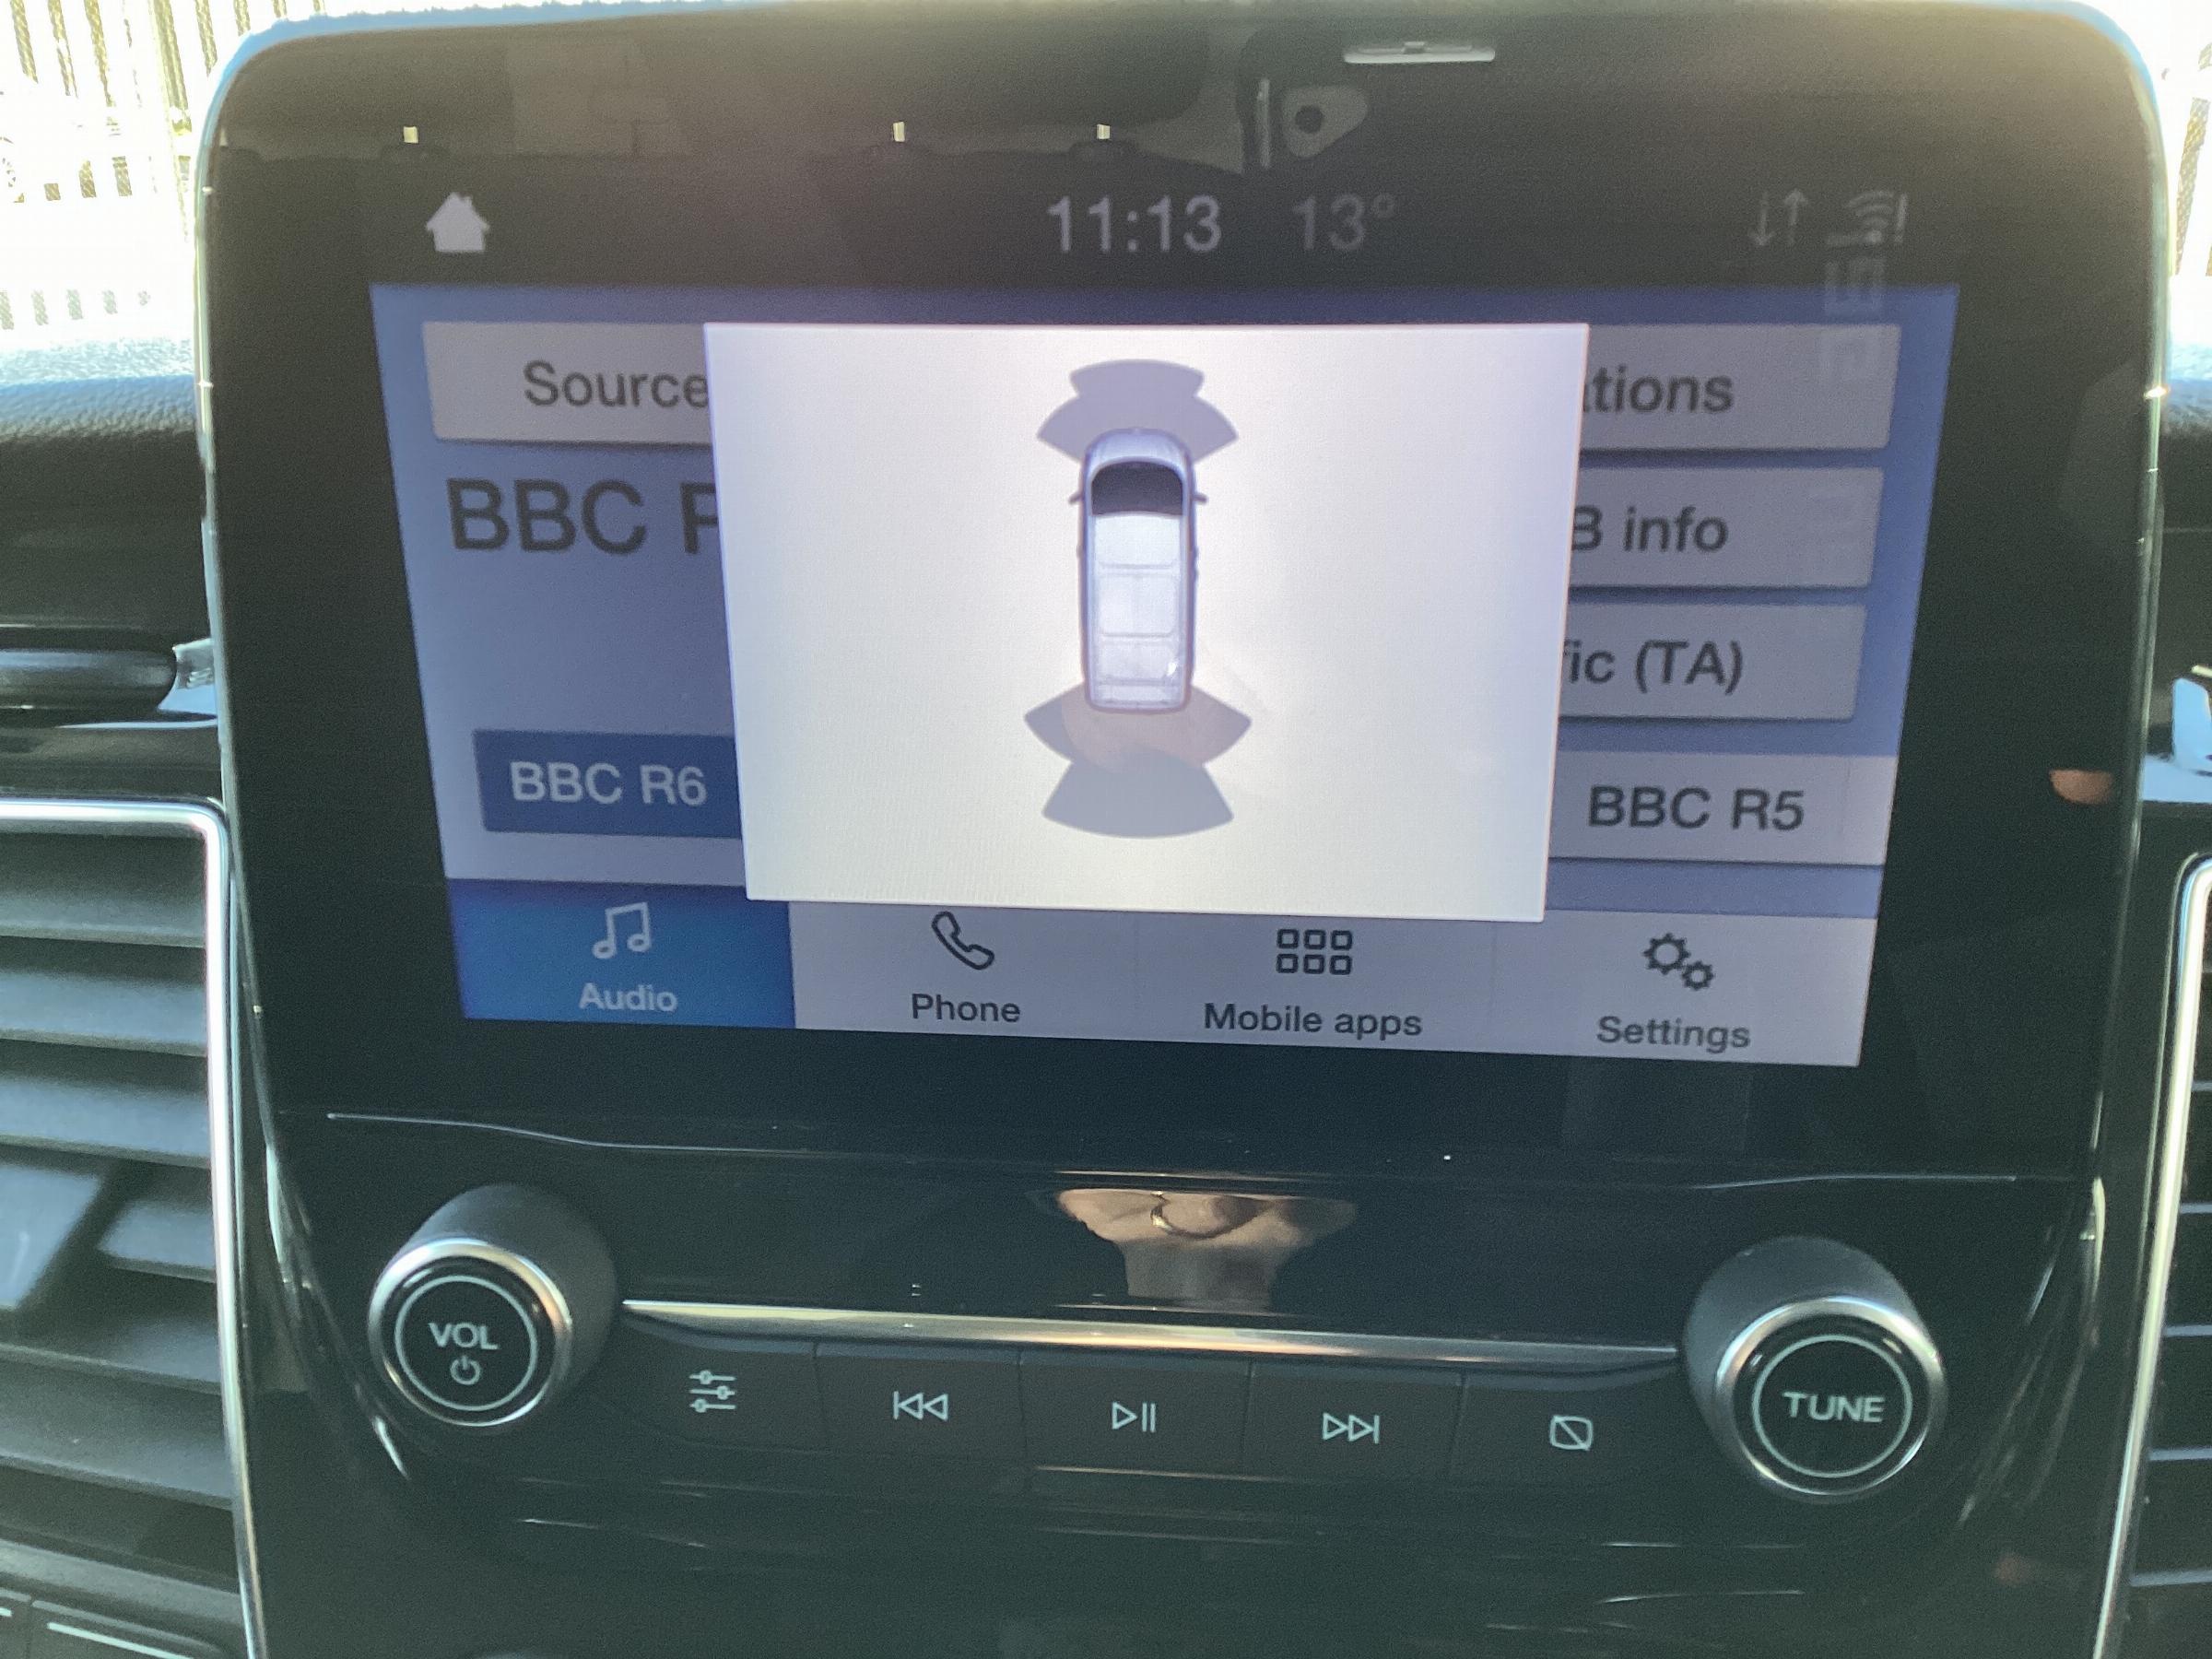 11:13 13°
Source
tions
BBC
B info
ic (TA)
BBC R6
BBC R5
Audio
Phone
Mobile apps
Settings
VOL
TUNE